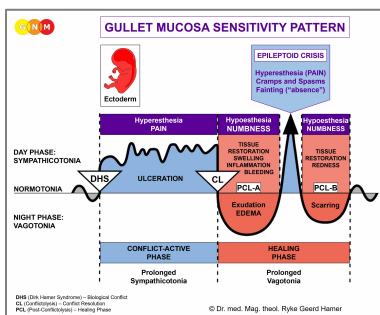 GNM
GULLET MUCOSA SENSITIVITY PATTERN
Ectoderm
EPILEPTOID CRISIS
Hyperesthesia (PAIN)
Cramps and Spasms
Fainting ("absence")
Hyperesthesia
PAIN
Hypoesthesia
NUMBNESS
Hypoesthesia
NUMBNESS
DAY PHASE:
SYMPATHICOTONIA
DHS
ULCERATION
CL
TISSUE
RESTORATION
SWELLING
INFLAMMATION
BLEEDING
PCL-A
TISSUE
RESTORATION
REDNESS
PCL-B
NORMOTONIA
NIGHT PHASE:
VAGOTONIA
Exudation
EDEMA
Scarring
CONFLICT-ACTIVE
PHASE
HEALING
PHASE
Prolonged
Sympathicotonia
Prolonged
Vagotonia
DHS (Dirk Hamer Syndrome) – Biological Conflict
CL (Conflictolysis) – Conflict Resolution
PCL (Post-Conflictolysis) – Healing Phase
© Dr. med. Mag. theol. Ryke Geerd Hamer